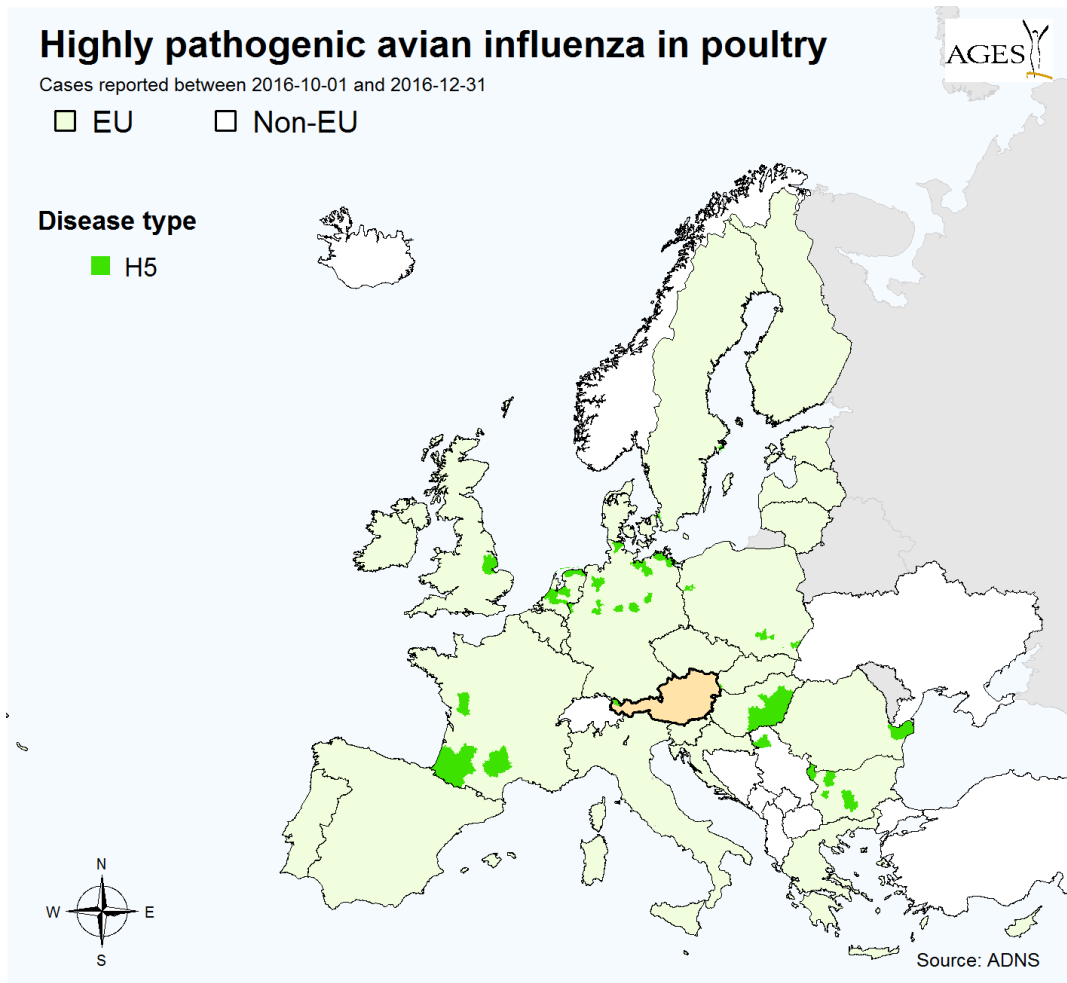 Highly pathogenic avian influenza in poultry
Cases reported between 2016-10-01 and 2016-12-31
EU Non-EU
AGES
Disease type
H5
N
W E
S
Source: ADNS